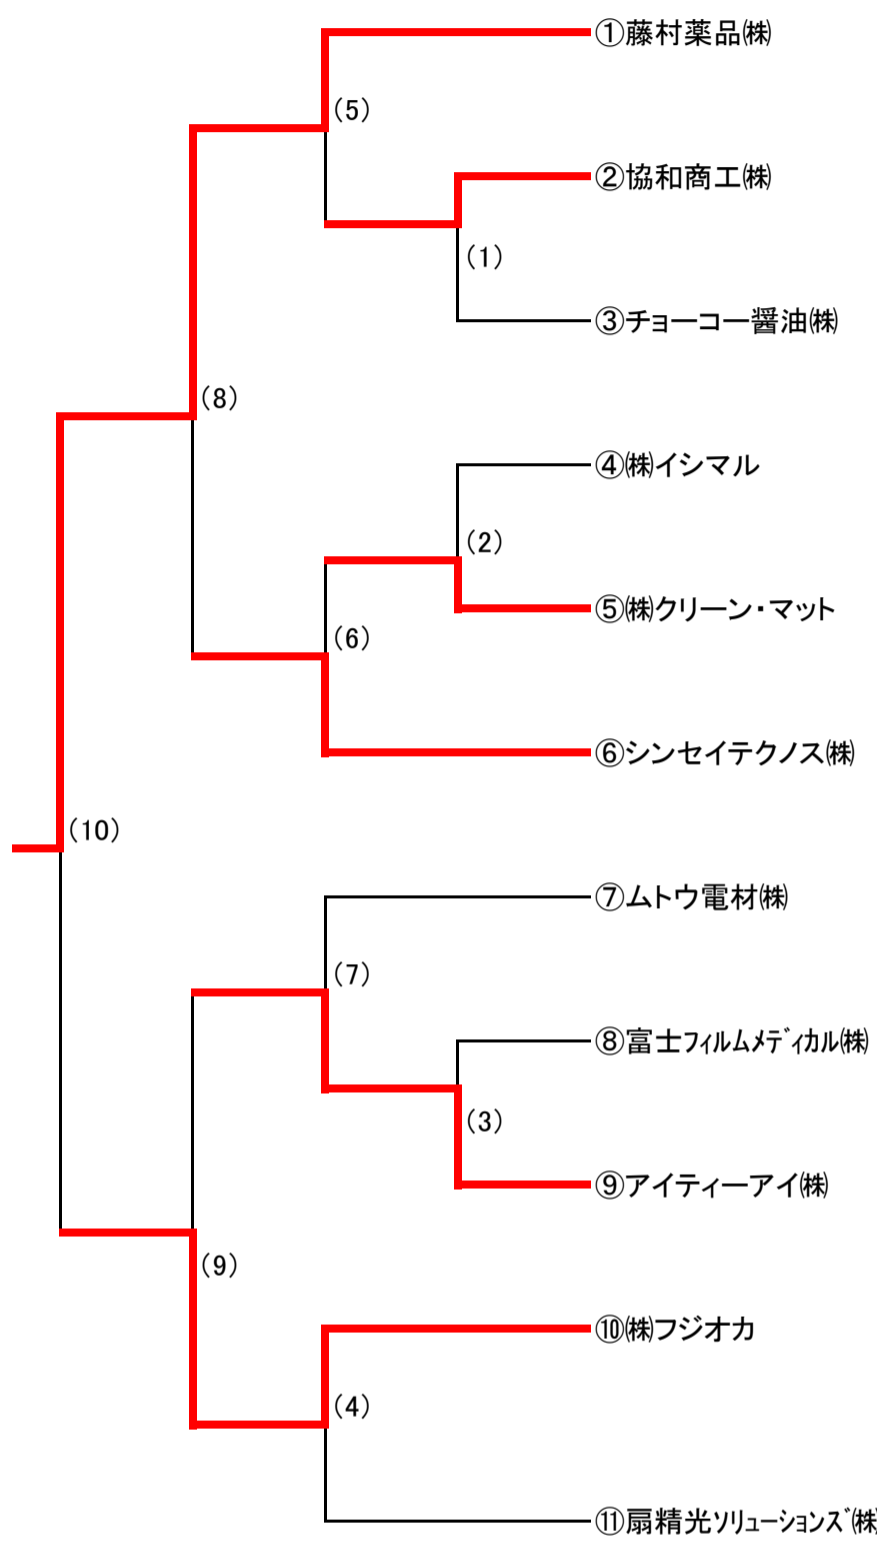 ①藤村薬品㈱
(5)
②協和商工㈱
(1)
③チョーコー醤油㈱
(8)
④㈱イシマル
(2)
⑤㈱クリーン・マット
(6)
⑥シンセイテクノス㈱
(10)
⑦ムトウ電材㈱
(7)
⑧富士フィルムメディカル㈱
(3)
⑨アイティーアイ㈱
(9)
⑩㈱フジオカ
(4)
⑪扇精光ソリューションズ㈱